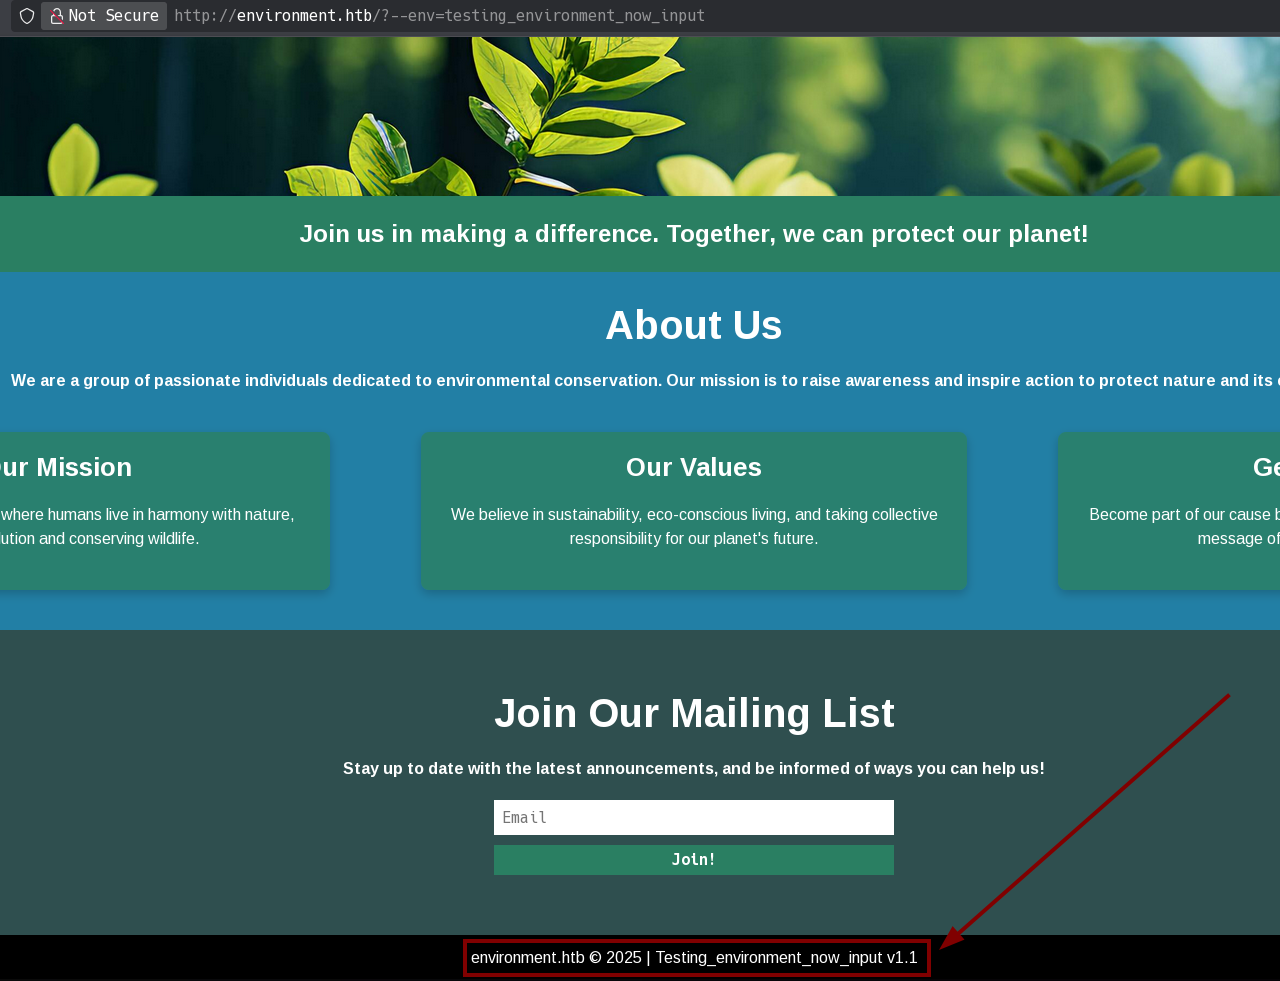 Not Secure http://environment.htb/?--env=testing_environment_now_input
Join us in making a difference. Together, we can protect our planet!
About Us
We are a group of passionate individuals dedicated to environmental conservation. Our mission is to raise awareness and inspire action to protect nature and its
ur Mission
where humans live in harmony with nature,
lution and conserving wildlife.
Our Values
We believe in sustainability, eco-conscious living, and taking collective
responsibility for our planet's future.
Ge
Become part of our cause b
message of
Join Our Mailing List
Stay up to date with the latest announcements, and be informed of ways you can help us!
Email
Join!
environment.htb © 2025 | Testing_environment_now_input v1.1